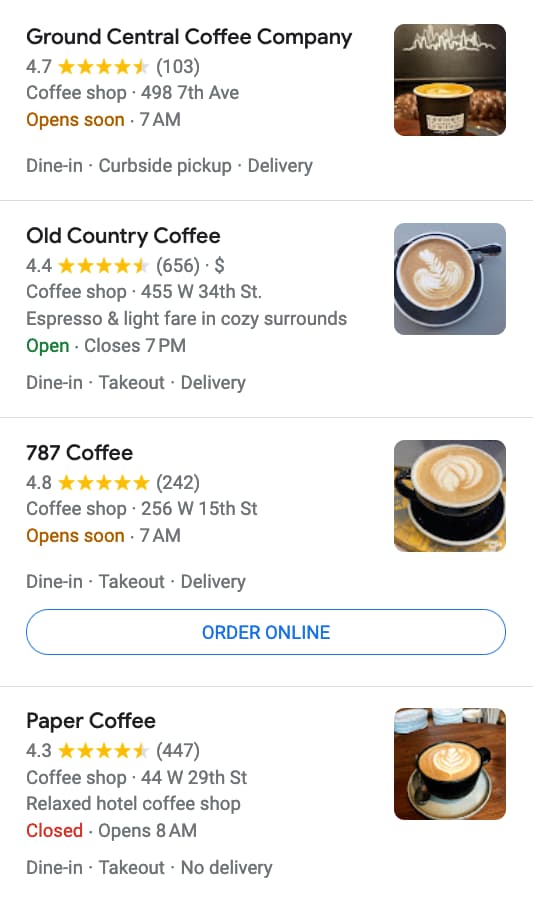 Ground Central Coffee Company
4.7 ★★★★★ (103)
Coffee shop · 498 7th Ave
Opens soon · 7 AM
Dine-in · Curbside pickup · Delivery
Old Country Coffee
4.4 ★★★★★ (656) · $
Coffee shop · 455 W 34th St.
Espresso & light fare in cozy surrounds
Open · Closes 7 PM
Dine-in · Takeout · Delivery
787 Coffee
4.8 ★★★★★ (242)
Coffee shop · 256 W 15th St
Opens soon · 7 AM
Dine-in · Takeout · Delivery
ORDER ONLINE
Paper Coffee
4.3 ★★★★★ (447)
Coffee shop · 44 W 29th St
Relaxed hotel coffee shop
Closed · Opens 8 AM
Dine-in · Takeout · No delivery